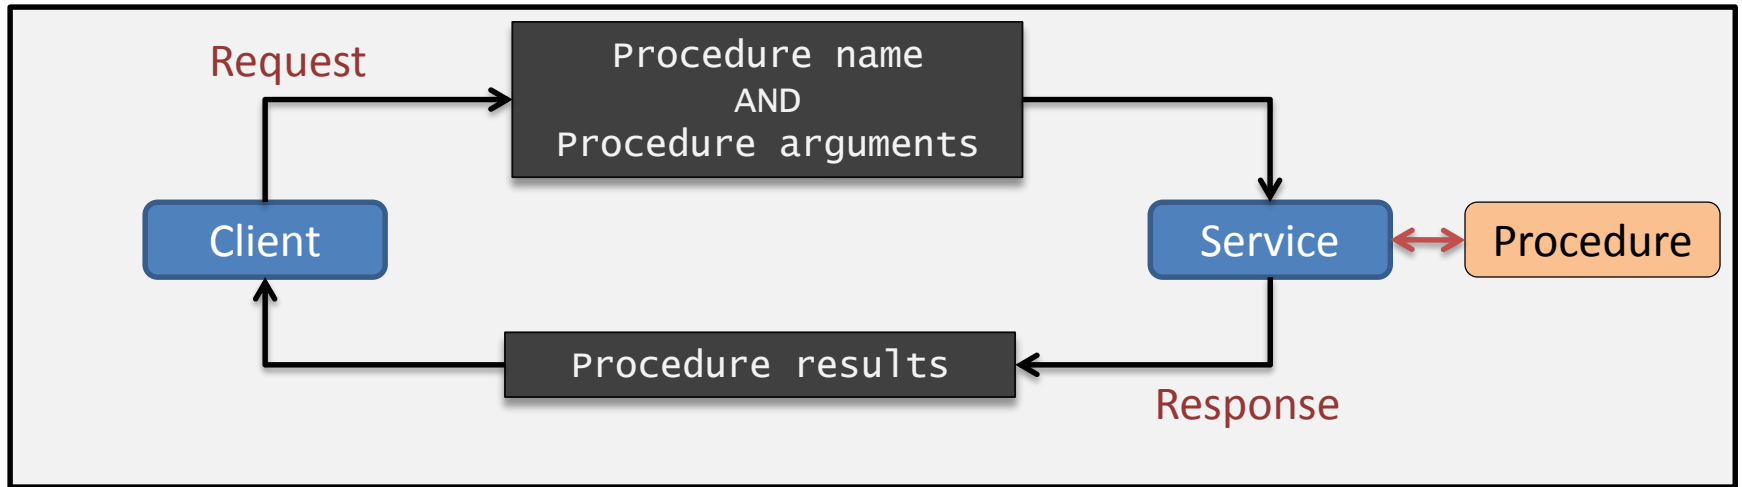 Request
Procedure name
AND
Procedure arguments
Client
Service
Procedure
Procedure results
Response